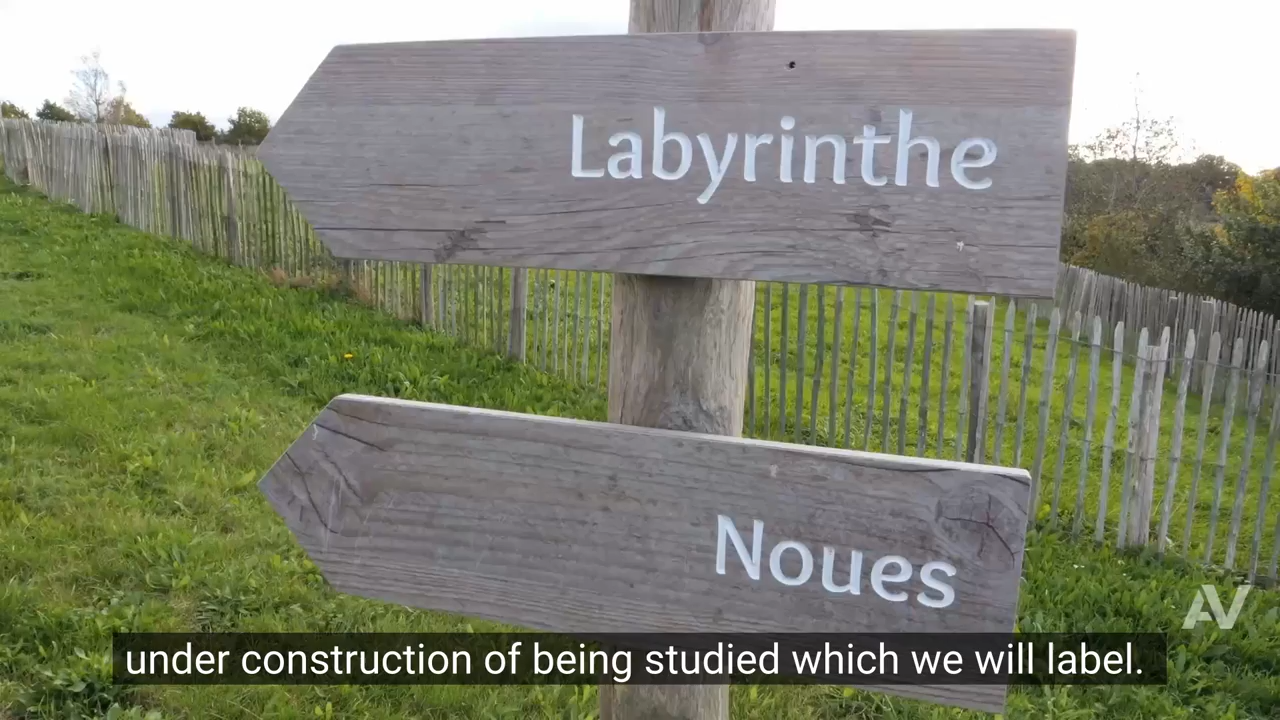 Labyrinthe
Noues
AV
under construction of being studied which we will label.